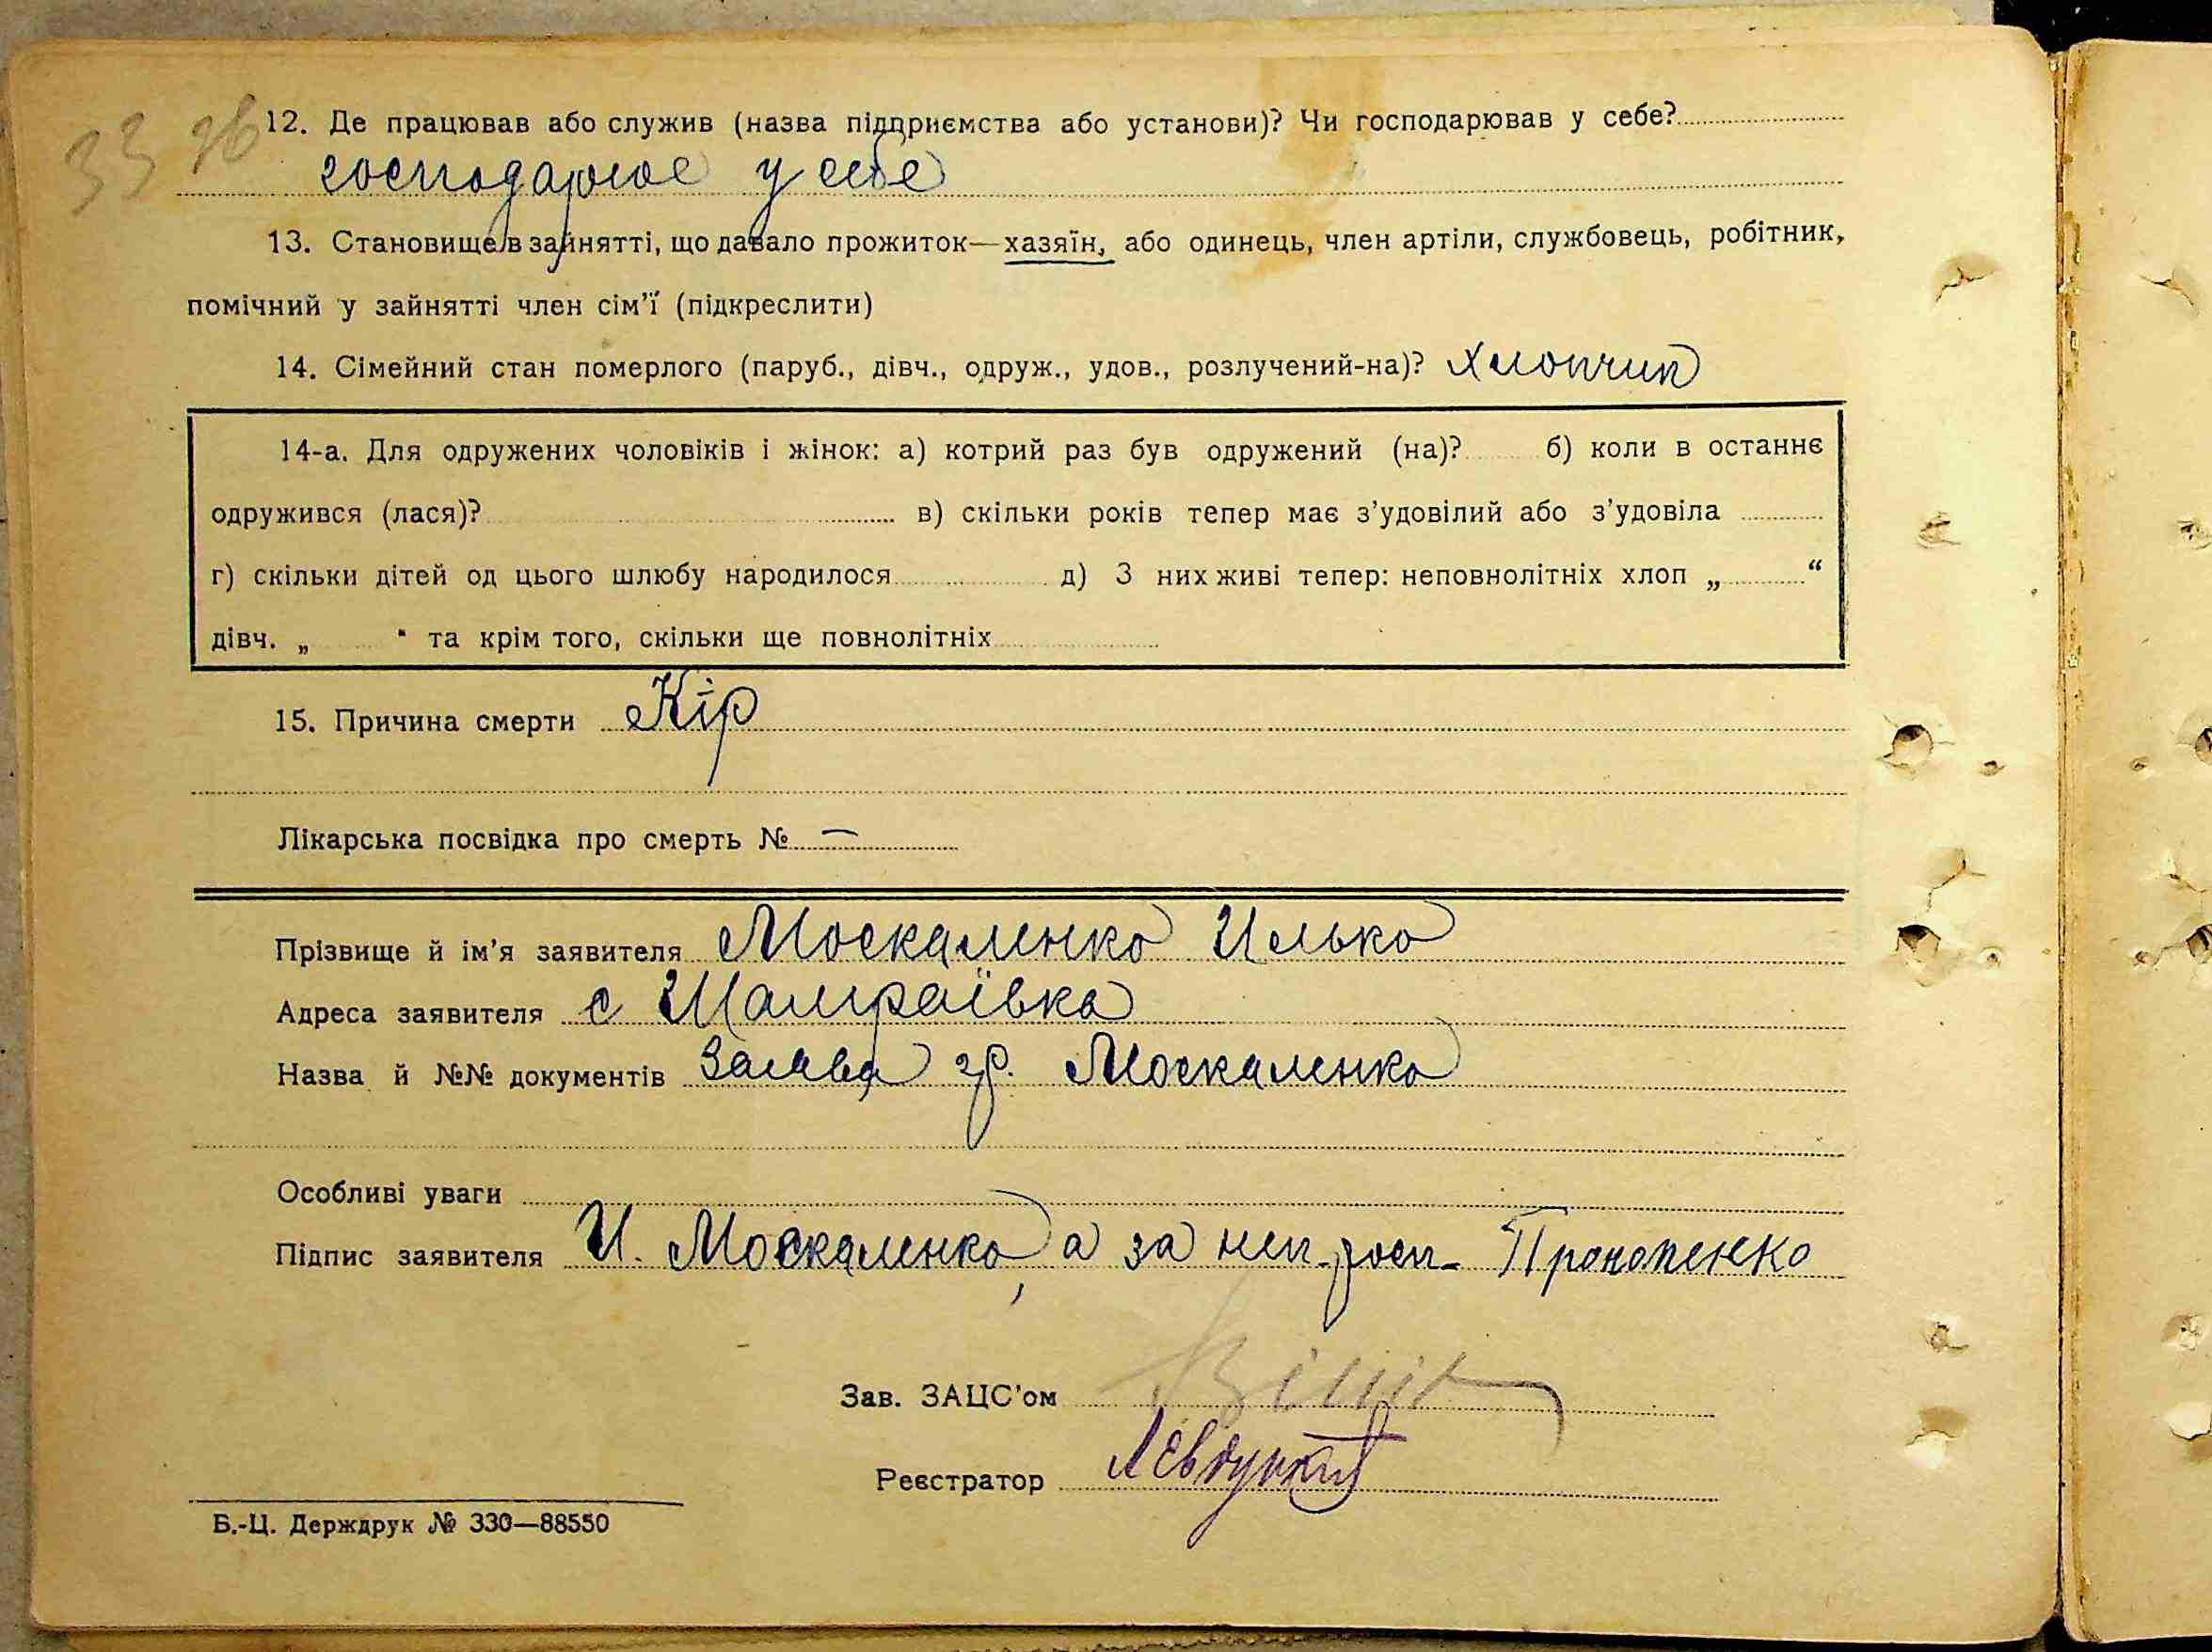 33 зв
12. Де працював або служив (назва підприємства або установи)? Чи господарював у себе?
господарює у себе
13. Становище в зайнятті, що давало прожиток—хазяїн, або одинець, член артіли, службовець, робітник,
помічний у зайнятті член сім'ї (підкреслити)
14. Сімейний стан померлого (паруб., дівч., одруж., удов., розлучений-на)? хлопчик
14-а. Для одружених чоловіків і жінок: а) котрий раз був одружений (на)? б) коли в останнє
одружився (лася)? в) скільки років тепер має з'удовілий або з'удовіла
г) скільки дітей од цього шлюбу народилося д) З них живі тепер: неповнолітніх хлоп „ “
дівч. „ “ та крім того, скільки ще повнолітніх
15. Причина смерти Кір
Лікарська посвідка про смерть № —
Прізвище й ім'я заявителя Москаленко Илько
Адреса заявителя с Шамраївка
Назва й №№ документів Заява гр. Москаленко
Особливі уваги
Підпис заявителя И. Москаленко, а за неп. росп- Прокопенко
Зав. ЗАЦС'ом
Реєстратор
Б.-Ц. Держдрук № 330—88550